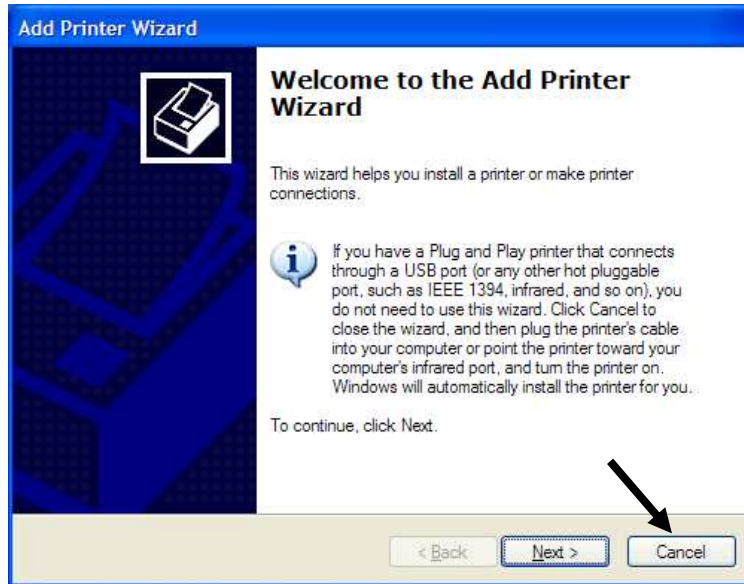 Add Printer Wizard
Welcome to the Add Printer
Wizard
This wizard helps you install a printer or make printer
connections.
If you have a Plug and Play printer that connects
through a USB port (or any other hot pluggable
port, such as IEEE 1394, infrared, and so on), you
do not need to use this wizard. Click Cancel to
close the wizard, and then plug the printer's cable
into your computer or point the printer toward your
computer's infrared port, and turn the printer on.
Windows will automatically install the printer for you.
To continue, click Next.
< Back Next > Cancel